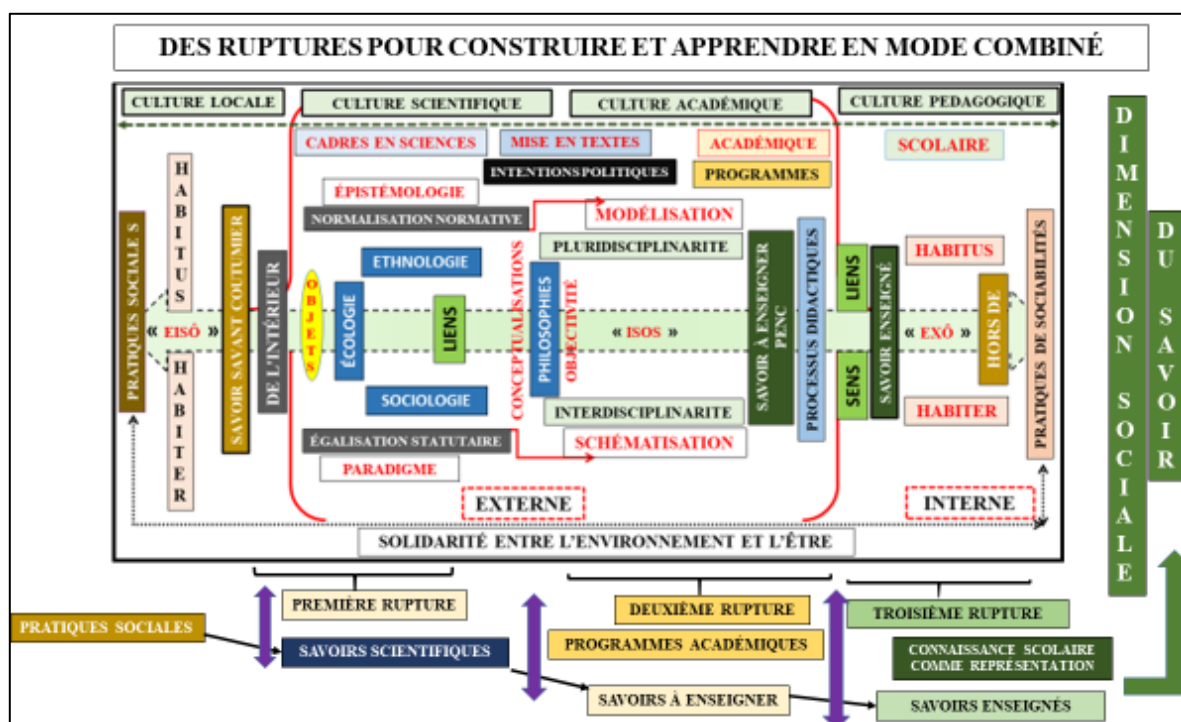 DES RUPTURES POUR CONSTRUIRE ET APPRENDRE EN MODE COMBINÉ
CULTURE LOCALE
CULTURE SCIENTIFIQUE
CULTURE ACADÉMIQUE
CULTURE PEDAGOGIQUE
CADRES EN SCIENCES
MISE EN TEXTES
ACADÉMIQUE
SCOLAIRE
INTENTIONS POLITIQUES
PROGRAMMES
ÉPISTÉMOLOGIE
NORMALISATION NORMATIVE
MODÉLISATION
PLURIDISCIPLINARITE
PRATIQUES SOCIALE S
HABITUS
« EISÔ »
HABITER
SAVOIR SAVANT COUTUMIER
DE L'INTÉRIEUR
OBJETS
ÉCOLOGIE
ETHNOLOGIE
LIENS
SOCIOLOGIE
CONCEPTUALISATIONS
PHILOSOPHIES
OBJECTIVITÉ
« ISOS »
SAVOIR À ENSEIGNER
PENC
PROCESSUS DIDACTIQUES
LIENS
SENS
SAVOIR ENSEIGNÉ
HABITUS
« EXÔ »
HABITER
HORS DE
PRATIQUES DE SOCIABILITÉS
INTERDISCIPLINARITE
ÉGALISATION STATUTAIRE
SCHÉMATISATION
PARADIGME
EXTERNE
INTERNE
SOLIDARITÉ ENTRE L'ENVIRONNEMENT ET L'ÊTRE
DIMENSION SOCIALE
DU SAVOIR
PREMIÈRE RUPTURE
DEUXIÈME RUPTURE
TROISIÈME RUPTURE
PRATIQUES SOCIALES
SAVOIRS SCIENTIFIQUES
PROGRAMMES ACADÉMIQUES
CONNAISSANCE SCOLAIRE
COMME REPRÉSENTATION
SAVOIRS À ENSEIGNER
SAVOIRS ENSEIGNÉS